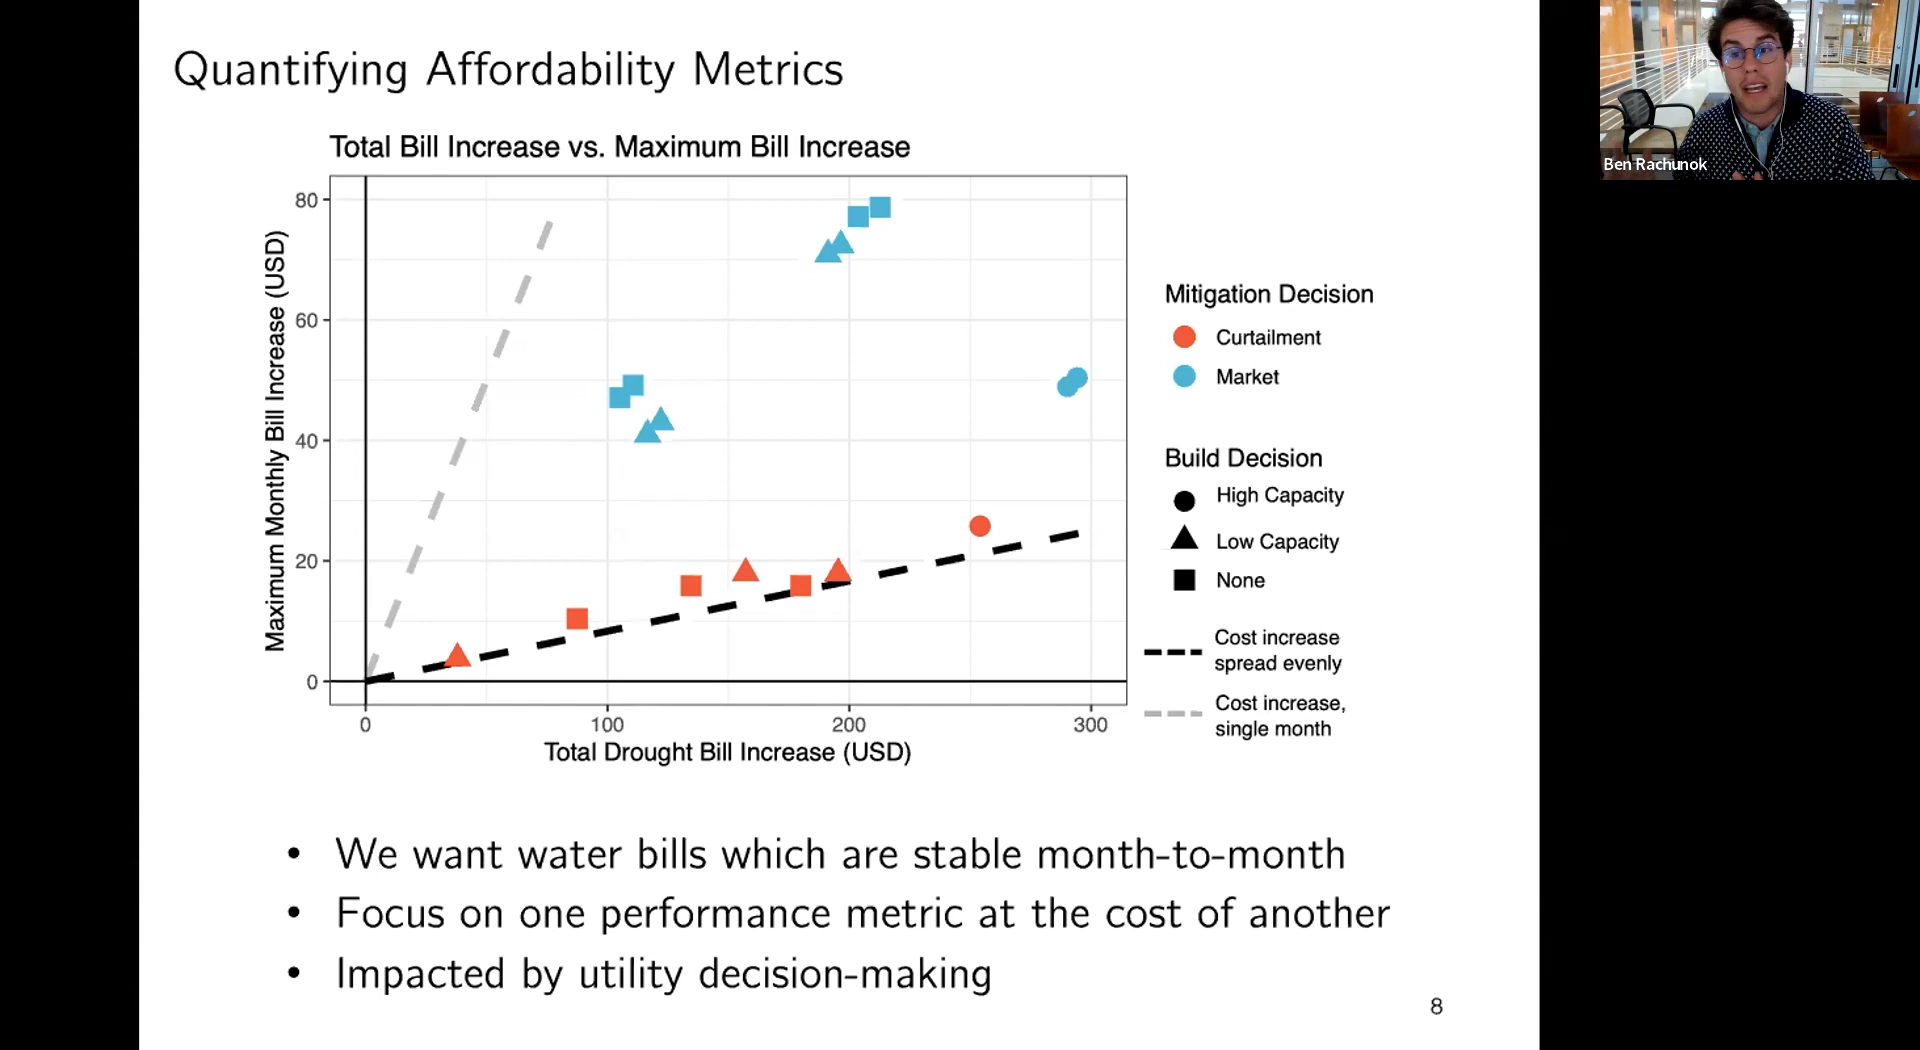 Quantifying Affordability Metrics
Total Bill Increase vs. Maximum Bill Increase
Maximum Monthly Bill Increase (USD)
80
60
40
20
0
0
100
200
300
Total Drought Bill Increase (USD)
Mitigation Decision
Curtailment
Market
Build Decision
High Capacity
Low Capacity
None
Cost increase
spread evenly
Cost increase,
single month
• We want water bills which are stable month-to-month
• Focus on one performance metric at the cost of another
• Impacted by utility decision-making
8
Ben Rachunok